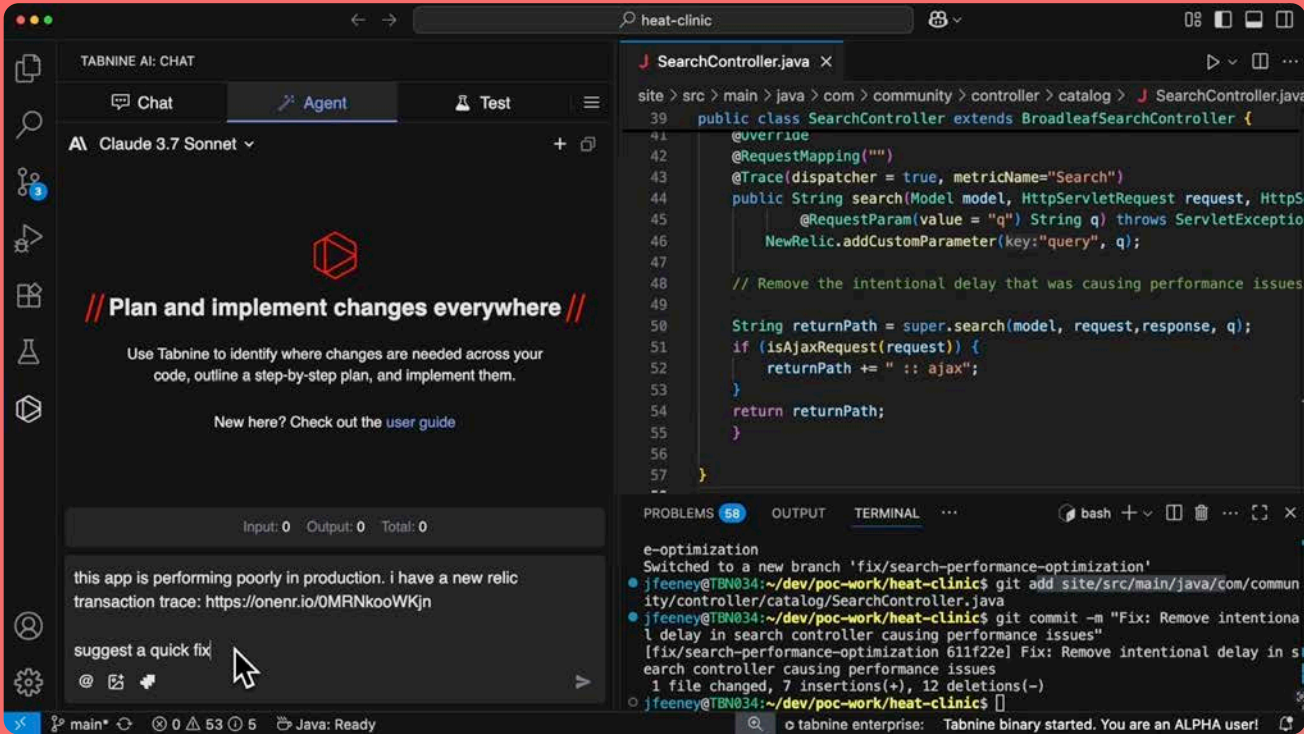 heat-clinic
TABNINE AI: CHAT
Chat
Agent
Test
Claude 3.7 Sonnet
// Plan and implement changes everywhere //
Use Tabnine to identify where changes are needed across your
code, outline a step-by-step plan, and implement them.
New here? Check out the user guide
Input: 0 Output: 0 Total: 0
this app is performing poorly in production. i have a new relic
transaction trace: https://onenr.io/0MRNkooWKjn
suggest a quick fix
@
3
J SearchController.java
site > src > main > java > com > community > controller > catalog > J SearchController.java
39 public class SearchController extends BroadleafSearchController {
41 @Override
42 @RequestMapping("")
43 @Trace(dispatcher = true, metricName="Search")
44 public String search(Model model, HttpServletRequest request, HttpS
45 @RequestParam(value = "q") String q) throws ServletExceptio
46 NewRelic.addCustomParameter(key:"query", q);
47
48 // Remove the intentional delay that was causing performance issues
49
50 String returnPath = super.search(model, request,response, q);
51 if (isAjaxRequest(request)) {
52 returnPath += " :: ajax";
53 }
54 return returnPath;
55 }
56
57 }
PROBLEMS 58 OUTPUT TERMINAL ··· bash
e-optimization
Switched to a new branch 'fix/search-performance-optimization'
jfeeney@TBN034:~/dev/poc-work/heat-clinic$ git add site/src/main/java/com/commun
ity/controller/catalog/SearchController.java
jfeeney@TBN034:~/dev/poc-work/heat-clinic$ git commit -m "Fix: Remove intentiona
l delay in search controller causing performance issues"
[fix/search-performance-optimization 611f22e] Fix: Remove intentional delay in s
earch controller causing performance issues
1 file changed, 7 insertions(+), 12 deletions(-)
jfeeney@TBN034:~/dev/poc-work/heat-clinic$
main* 0 53 5 Java: Ready tabnine enterprise: Tabnine binary started. You are an ALPHA user!